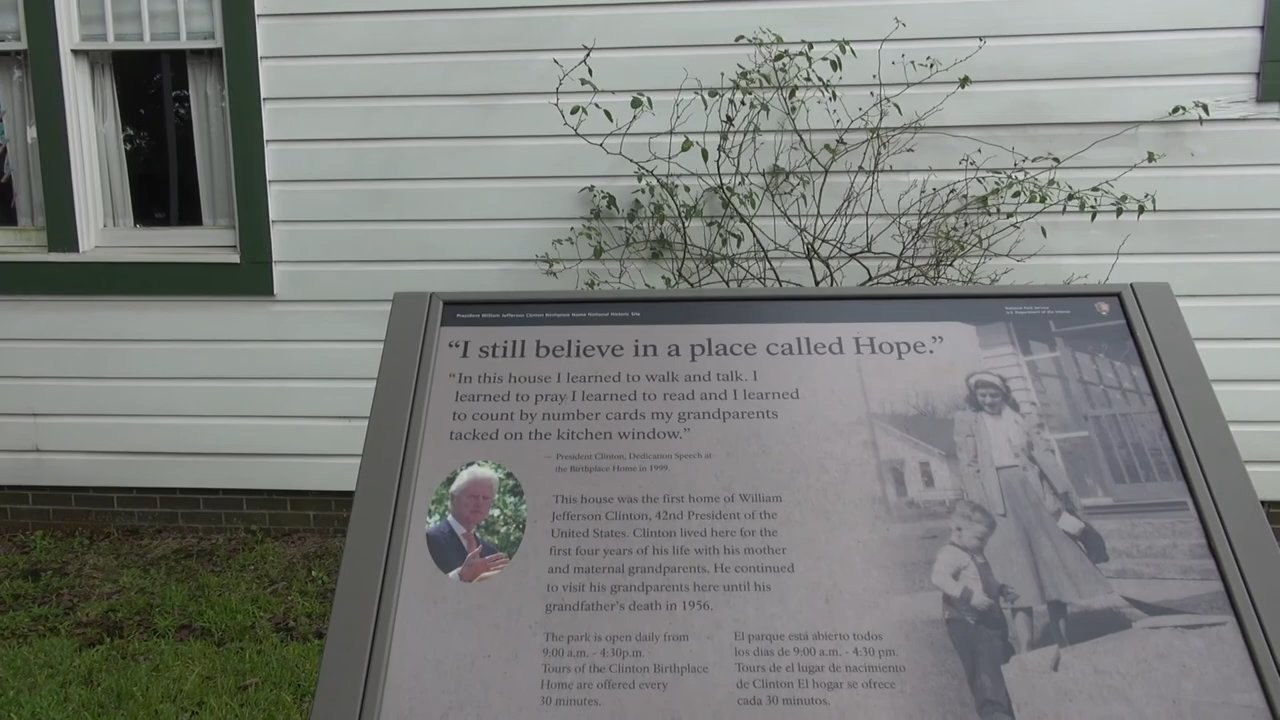 President William Jefferson Clinton Birthplace Home National Historic Site
National Park Service
U.S. Department of the Interior
“I still believe in a place called Hope.”
“In this house I learned to walk and talk. I
learned to pray I learned to read and I learned
to count by number cards my grandparents
tacked on the kitchen window.”
— President Clinton, Dedication Speech at
the Birthplace Home in 1999.
This house was the first home of William
Jefferson Clinton, 42nd President of the
United States. Clinton lived here for the
first four years of his life with his mother
and maternal grandparents. He continued
to visit his grandparents here until his
grandfather’s death in 1956.
The park is open daily from
9:00 a.m. - 4:30p.m.
Tours of the Clinton Birthplace
Home are offered every
30 minutes.
El parque está abierto todos
los días de 9:00 a.m. - 4:30 pm.
Tours de el lugar de nacimiento
de Clinton El hogar se ofrece
cada 30 minutos.